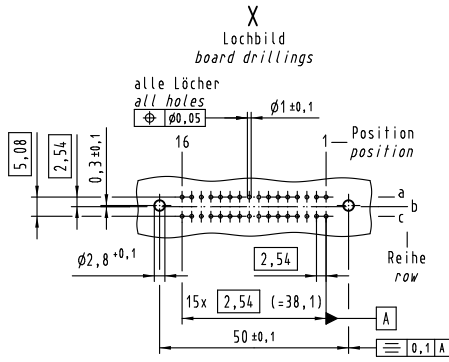 X
Lochbild
board drillings
alle Löcher
all holes
⌖ ø0,05
ø1 ±0,1
16
1
Position
position
5,08
2,54
0,3±0,1
a
b
c
Reihe
row
ø2,8 +0,1
2,54
15x 2,54 (=38,1)
A
50 ±0,1
0,1 A